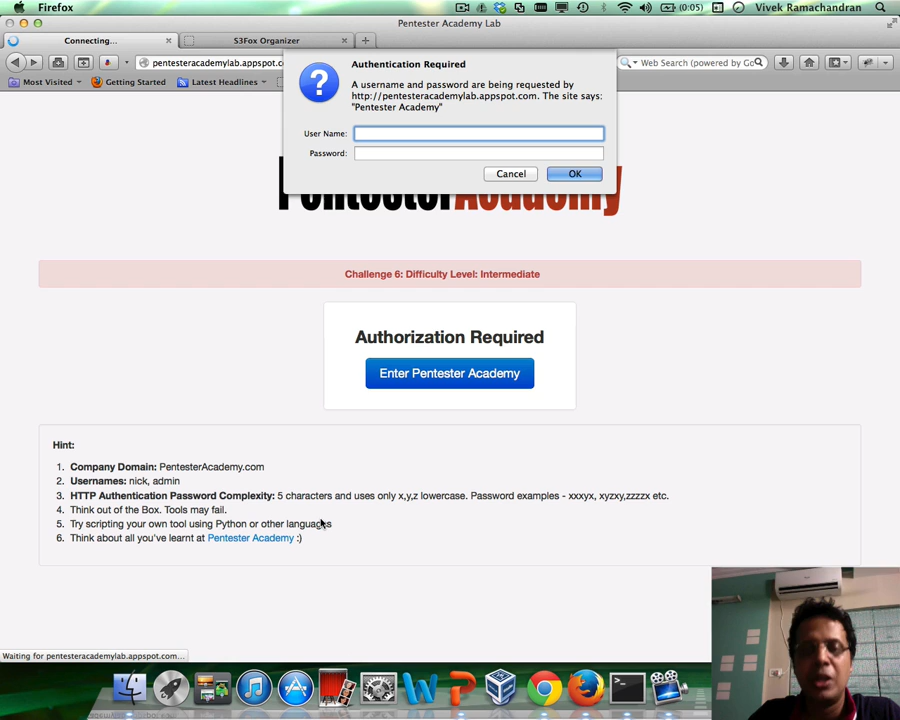 Firefox
(0:05)
Vivek Ramachandran
Pentester Academy Lab
Connecting...
S3Fox Organizer
pentesteracademylab.appspot.c
Web Search (powered by Go
Most Visited
Getting Started
Latest Headlines
Authentication Required
A username and password are being requested by
http://pentesteracademylab.appspot.com. The site says:
"Pentester Academy"
User Name:
Password:
Cancel
OK
PentesterAcademy
Challenge 6: Difficulty Level: Intermediate
Authorization Required
Enter Pentester Academy
Hint:
1. Company Domain: PentesterAcademy.com
2. Usernames: nick, admin
3. HTTP Authentication Password Complexity: 5 characters and uses only x,y,z lowercase. Password examples - xxxyx, xyzxy,zzzzx etc.
4. Think out of the Box. Tools may fail.
5. Try scripting your own tool using Python or other languages
6. Think about all you've learnt at Pentester Academy :)
Waiting for pentesteracademylab.appspot.com...